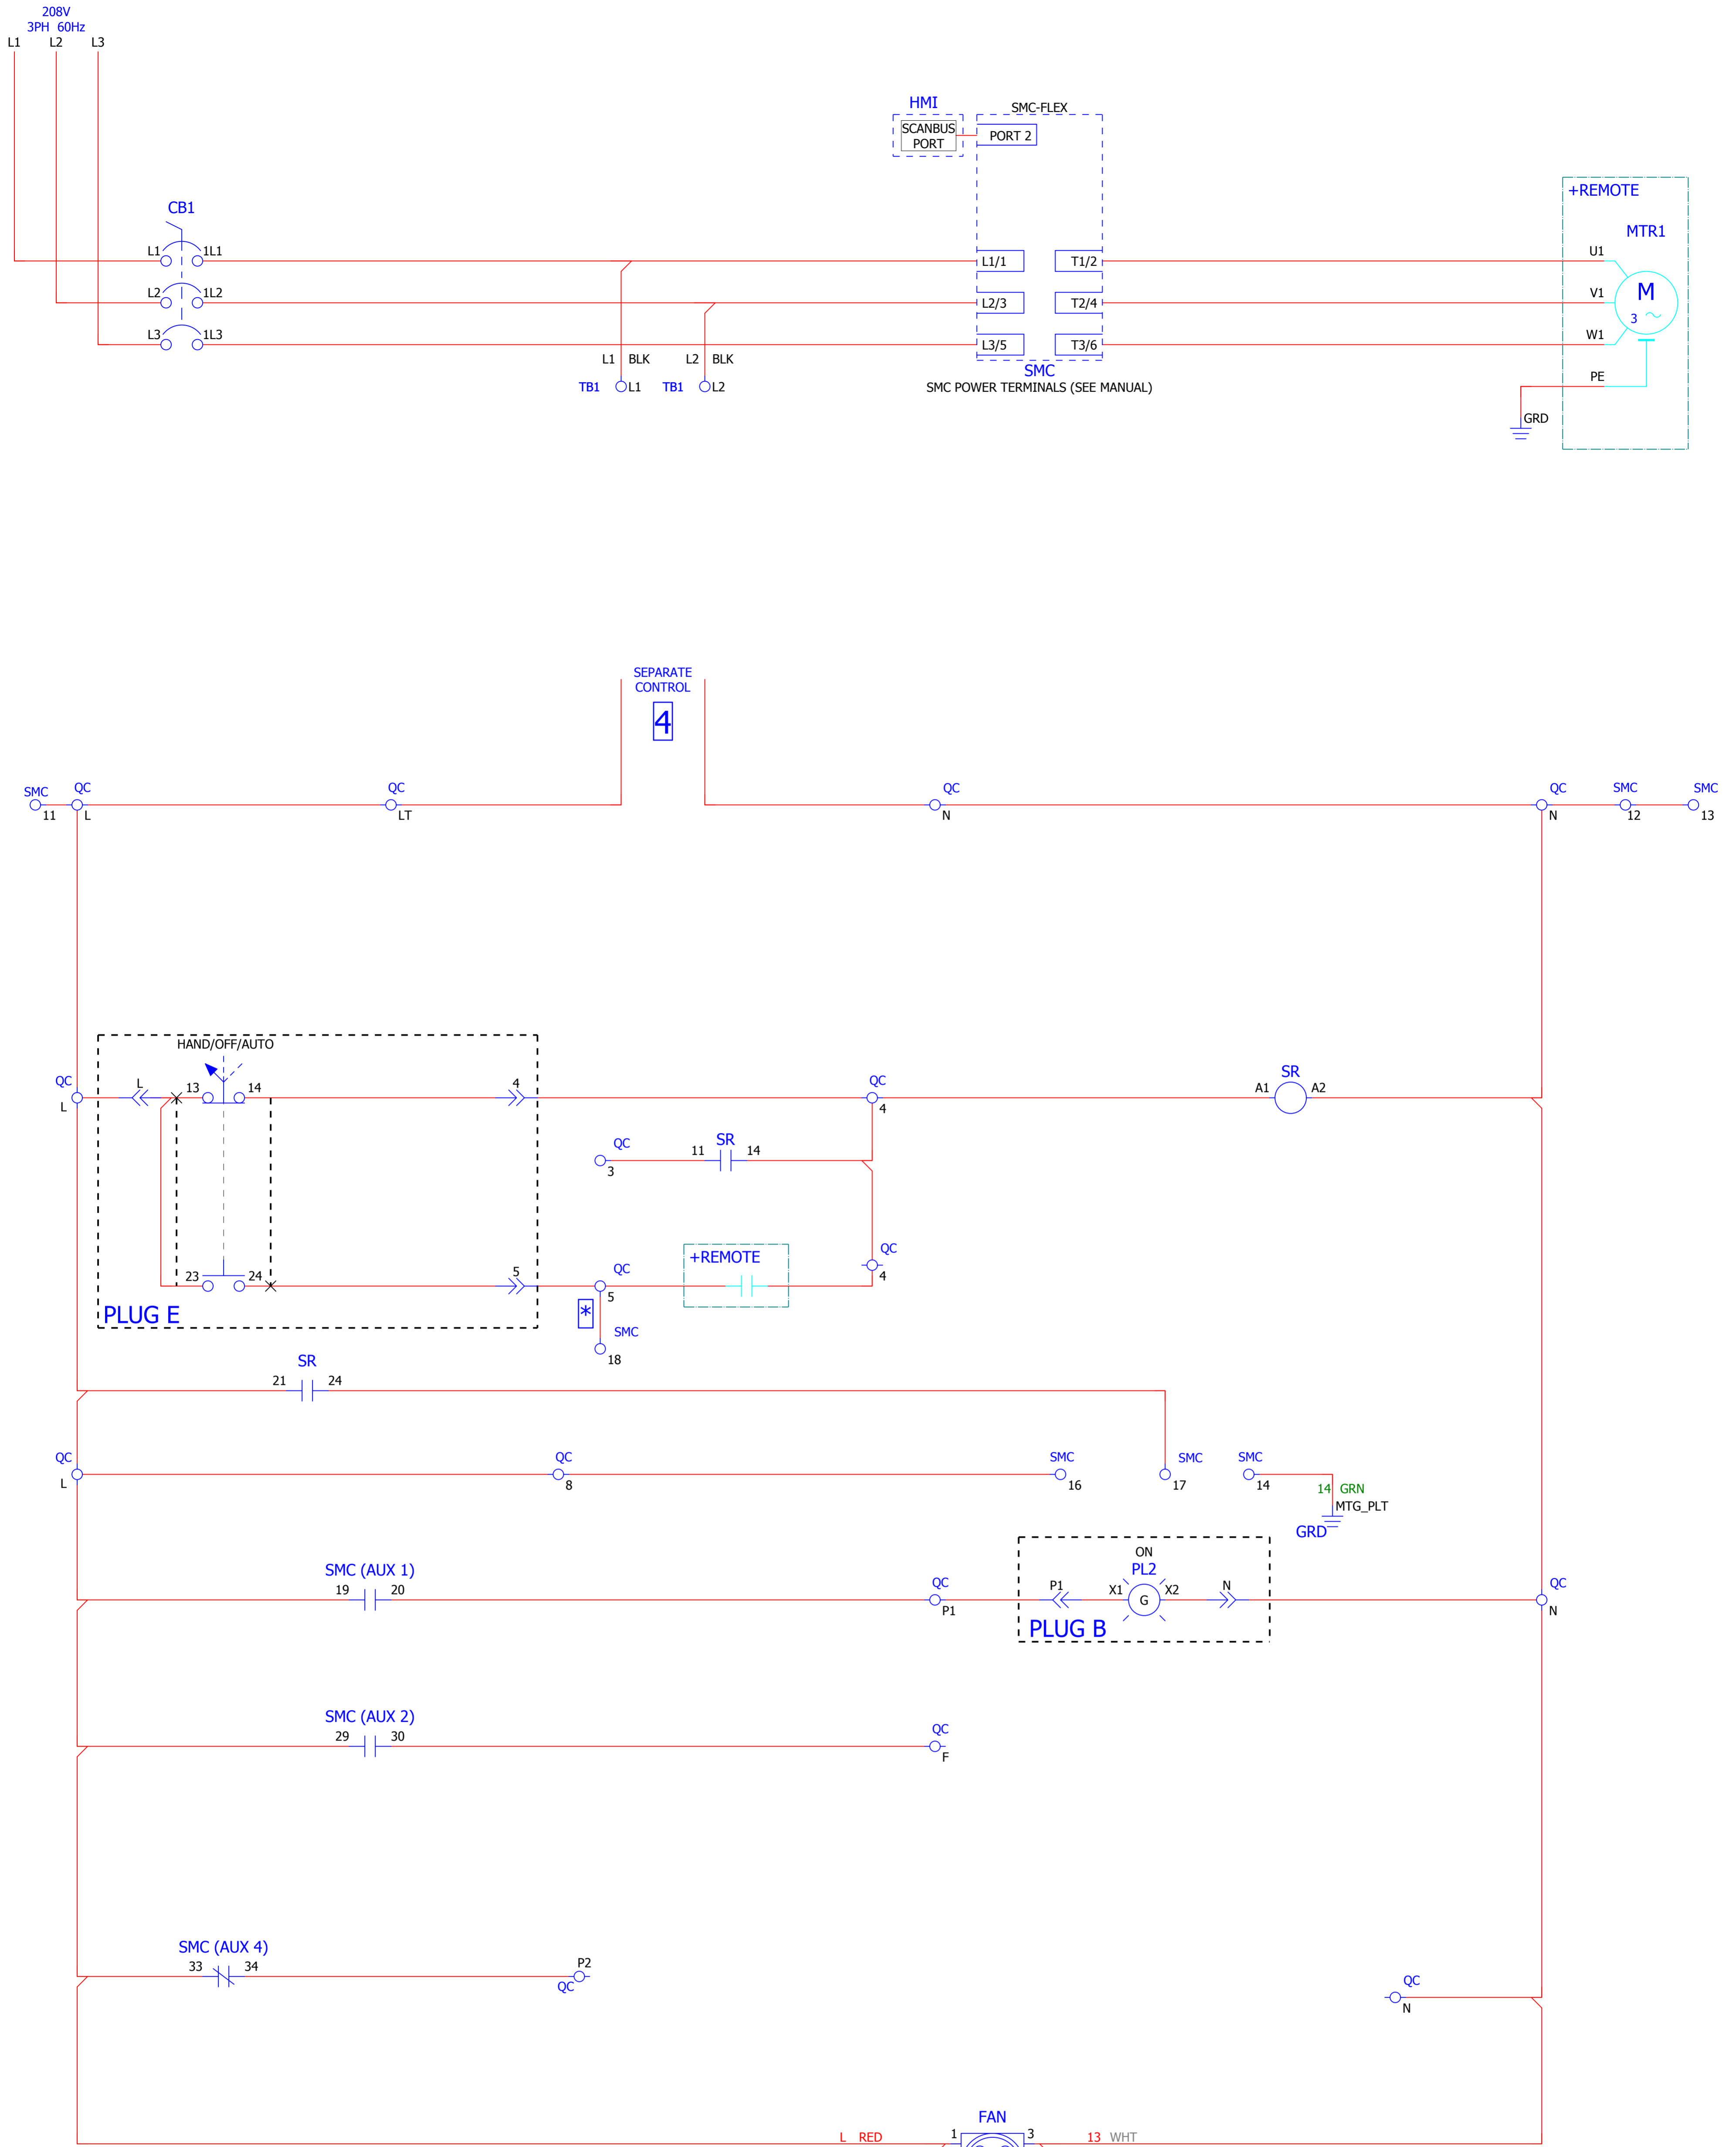 208V
3PH 60Hz
L1 L2 L3
HMI
SCANBUS
PORT
SMC-FLEX
PORT 2
+REMOTE
MTR1
CB1
L1 1L1
L2 1L2
L3 1L3
L1/1 T1/2
L2/3 T2/4
L3/5 T3/6
U1
V1
W1
PE
M
3
L1 BLK
L2 BLK
TB1 L1
TB1 L2
SMC
SMC POWER TERMINALS (SEE MANUAL)
GRD
SEPARATE
CONTROL
4
SMC
11
QC
L
QC
LT
QC
N
QC
N
SMC
12
SMC
13
HAND/OFF/AUTO
QC
L
L
13 14
4
QC
4
SR
A1 A2
QC
3
SR
11 14
+REMOTE
QC
4
23 24
5
QC
5
*
PLUG E
SMC
18
SR
21 24
QC
L
QC
8
SMC
16
SMC
17
SMC
14
14 GRN
MTG_PLT
GRD
SMC (AUX 1)
19 20
QC
P1
ON
PL2
P1
X1 X2
G
N
PLUG B
QC
N
SMC (AUX 2)
29 30
QC
F
SMC (AUX 4)
33 34
P2
QC
QC
N
FAN
L RED
1 3
13 WHT